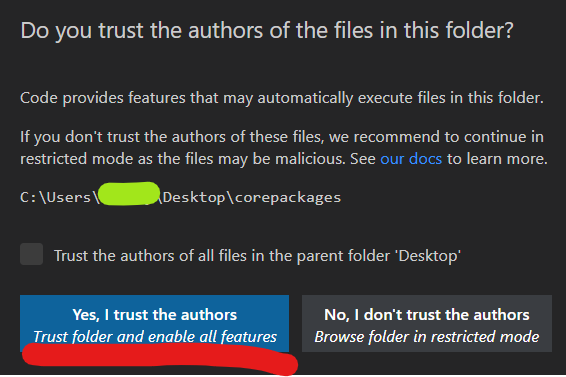 Do you trust the authors of the files in this folder?
Code provides features that may automatically execute files in this folder.
If you don't trust the authors of these files, we recommend to continue in
restricted mode as the files may be malicious. See our docs to learn more.
C:\Users\ \Desktop\corepackages
Trust the authors of all files in the parent folder 'Desktop'
Yes, I trust the authors
Trust folder and enable all features
No, I don't trust the authors
Browse folder in restricted mode